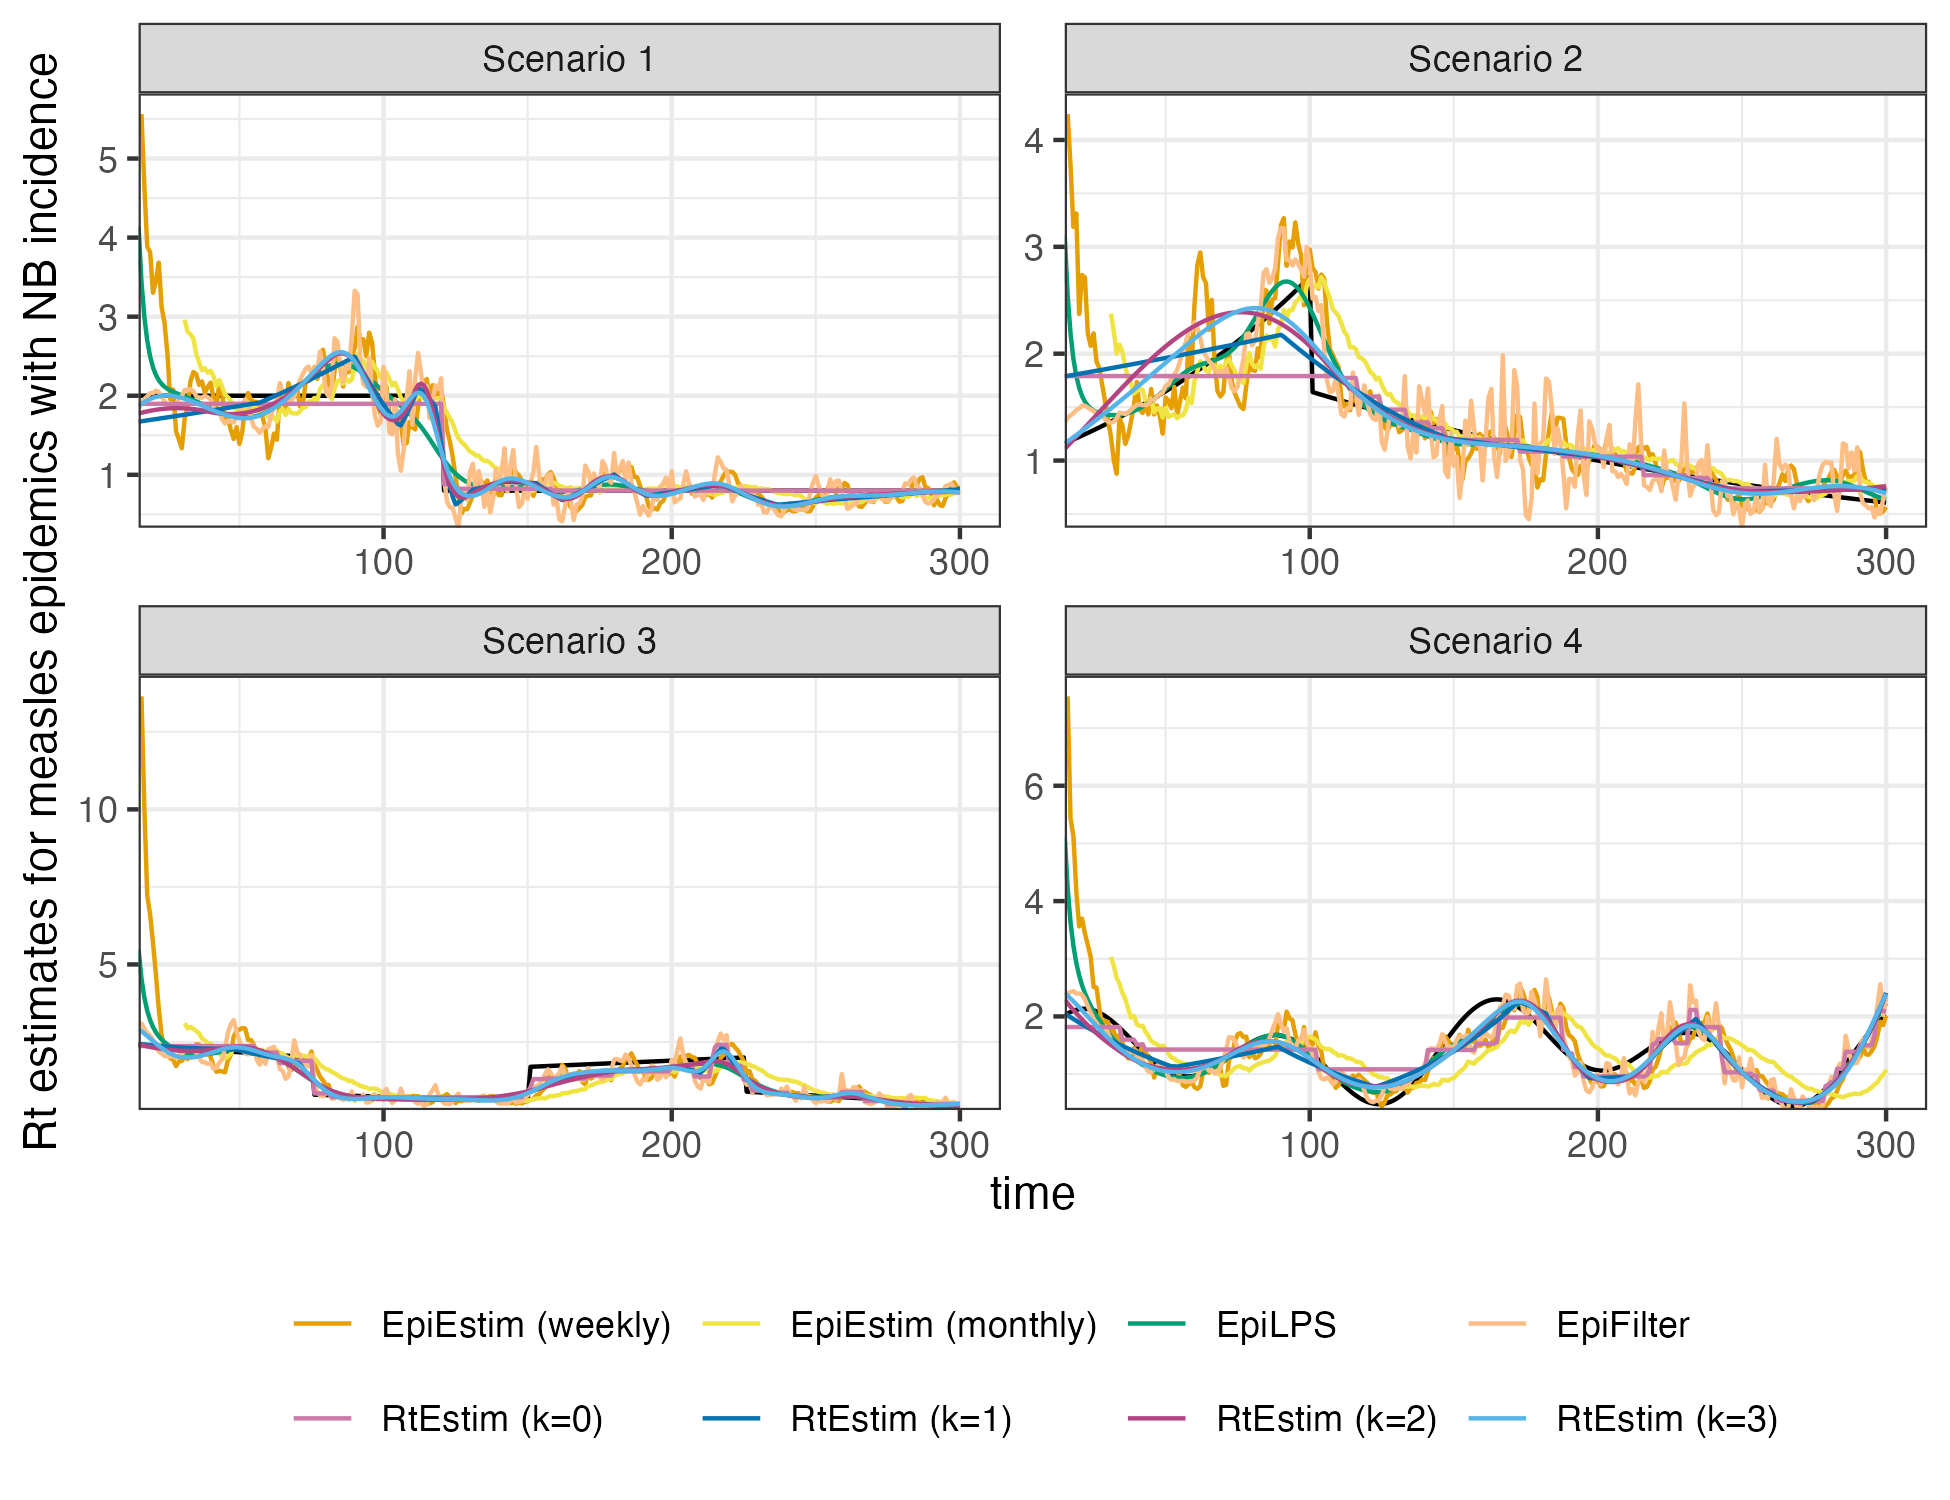 Rt estimates for measles epidemics with NB incidence
Scenario 1
5
4
3
2
1
100 200 300
Scenario 2
4
3
2
1
100 200 300
Scenario 3
10
5
100 200 300
Scenario 4
6
4
2
100 200 300
time
EpiEstim (weekly) EpiEstim (monthly) EpiLPS EpiFilter
RtEstim (k=0) RtEstim (k=1) RtEstim (k=2) RtEstim (k=3)